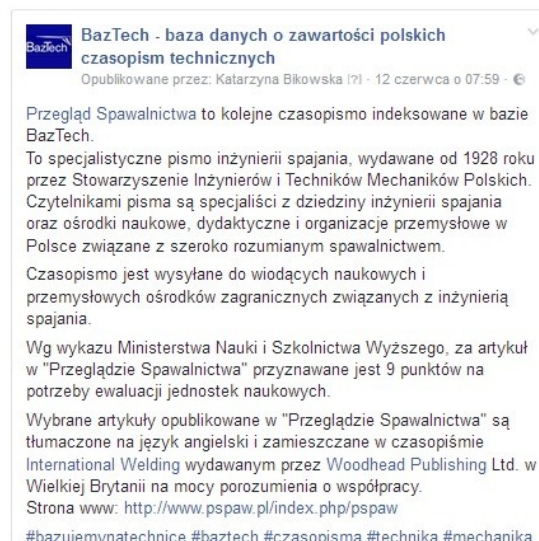 BazTech
BazTech - baza danych o zawartości polskich
czasopism technicznych
Opublikowane przez: Katarzyna Bikowska [?] · 12 czerwca o 07:59 ·
Przegląd Spawalnictwa to kolejne czasopismo indeksowane w bazie
BazTech.
To specjalistyczne pismo inżynierii spajania, wydawane od 1928 roku
przez Stowarzyszenie Inżynierów i Techników Mechaników Polskich.
Czytelnikami pisma są specjaliści z dziedziny inżynierii spajania
oraz ośrodki naukowe, dydaktyczne i organizacje przemysłowe w
Polsce związane z szeroko rozumianym spawalnictwem.
Czasopismo jest wysyłane do wiodących naukowych i
przemysłowych ośrodków zagranicznych związanych z inżynierią
spajania.
Wg wykazu Ministerstwa Nauki i Szkolnictwa Wyższego, za artykuł
w "Przeglądzie Spawalnictwa" przyznawane jest 9 punktów na
potrzeby ewaluacji jednostek naukowych.
Wybrane artykuły opublikowane w "Przeglądzie Spawalnictwa" są
tłumaczone na język angielski i zamieszczane w czasopiśmie
International Welding wydawanym przez Woodhead Publishing Ltd. w
Wielkiej Brytanii na mocy porozumienia o współpracy.
Strona www: http://www.pspaw.pl/index.php/pspaw
#bazujemynatechnice #baztech #czasopisma #technika #mechanika